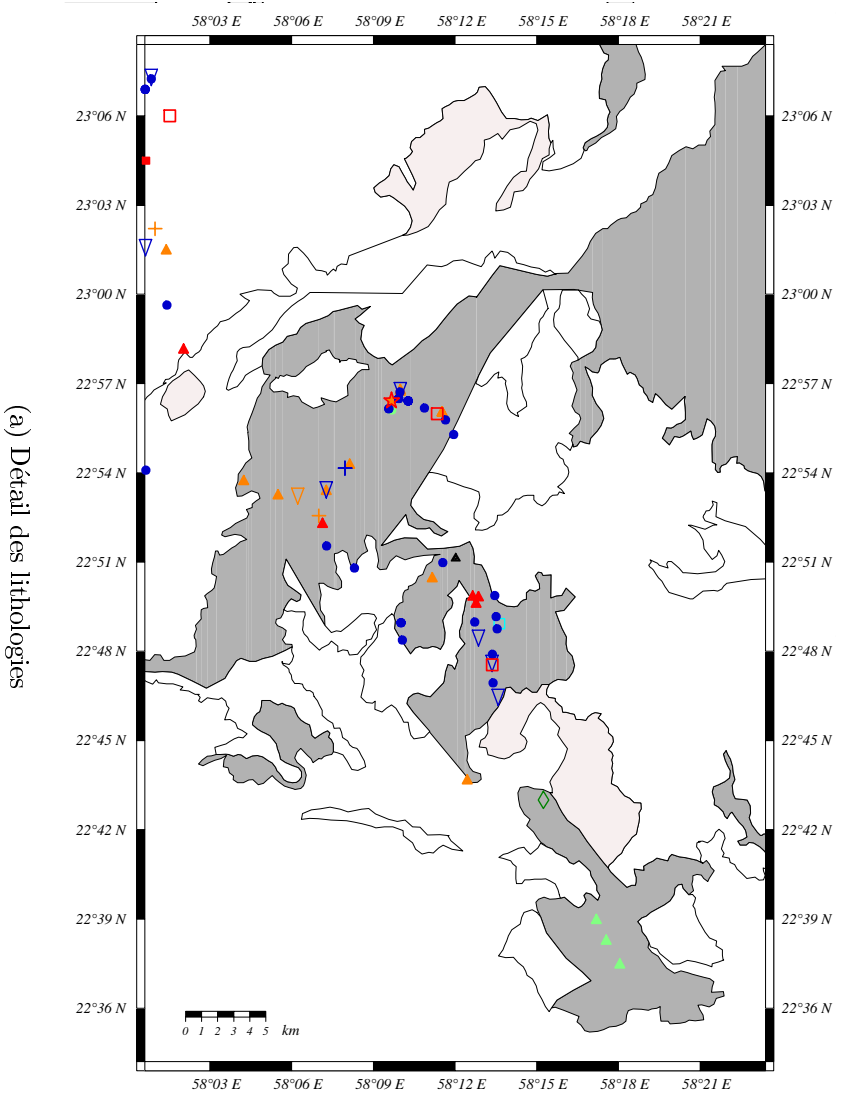 58°03 E 58°06 E 58°09 E 58°12 E 58°15 E 58°18 E 58°21 E
23°06 N 23°06 N
23°03 N 23°03 N
23°00 N 23°00 N
22°57 N 22°57 N
22°54 N 22°54 N
22°51 N 22°51 N
22°48 N 22°48 N
22°45 N 22°45 N
22°42 N 22°42 N
22°39 N 22°39 N
22°36 N 22°36 N
0 1 2 3 4 5 km
58°03 E 58°06 E 58°09 E 58°12 E 58°15 E 58°18 E 58°21 E
(a) Détail des lithologies